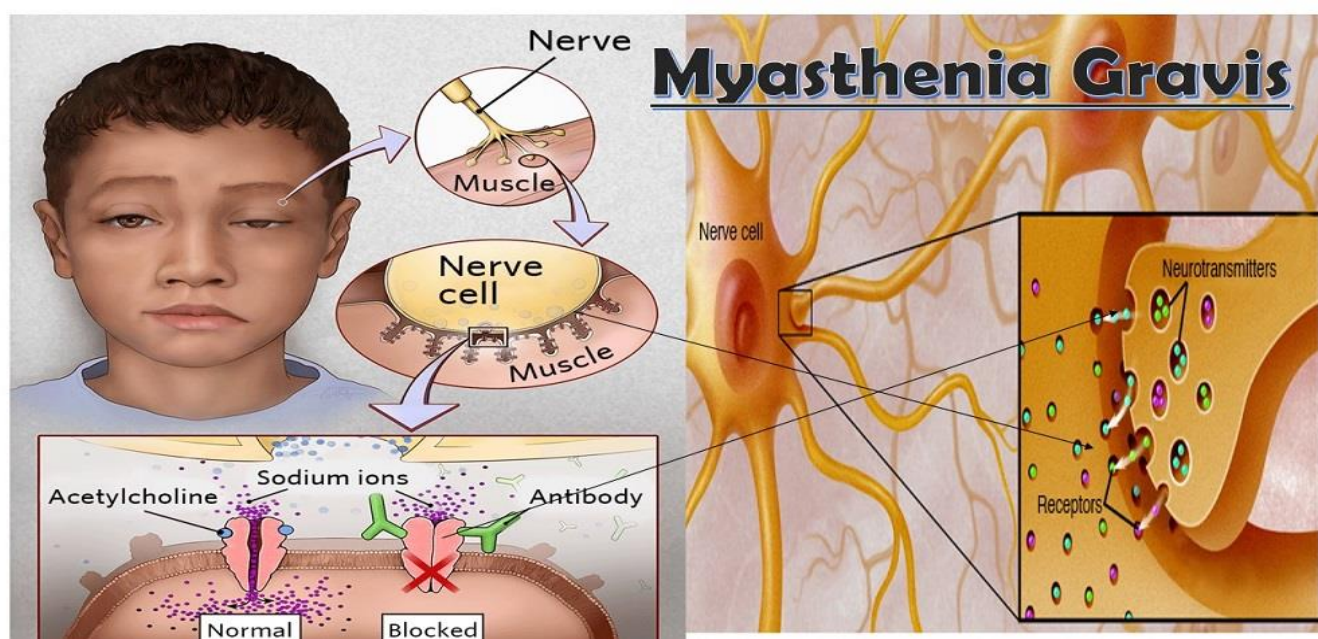 Myasthenia Gravis
Nerve
Muscle
Nerve
cell
Muscle
Acetylcholine
Sodium ions
Antibody
Normal
Blocked
Nerve cell
Neurotransmitters
Receptors